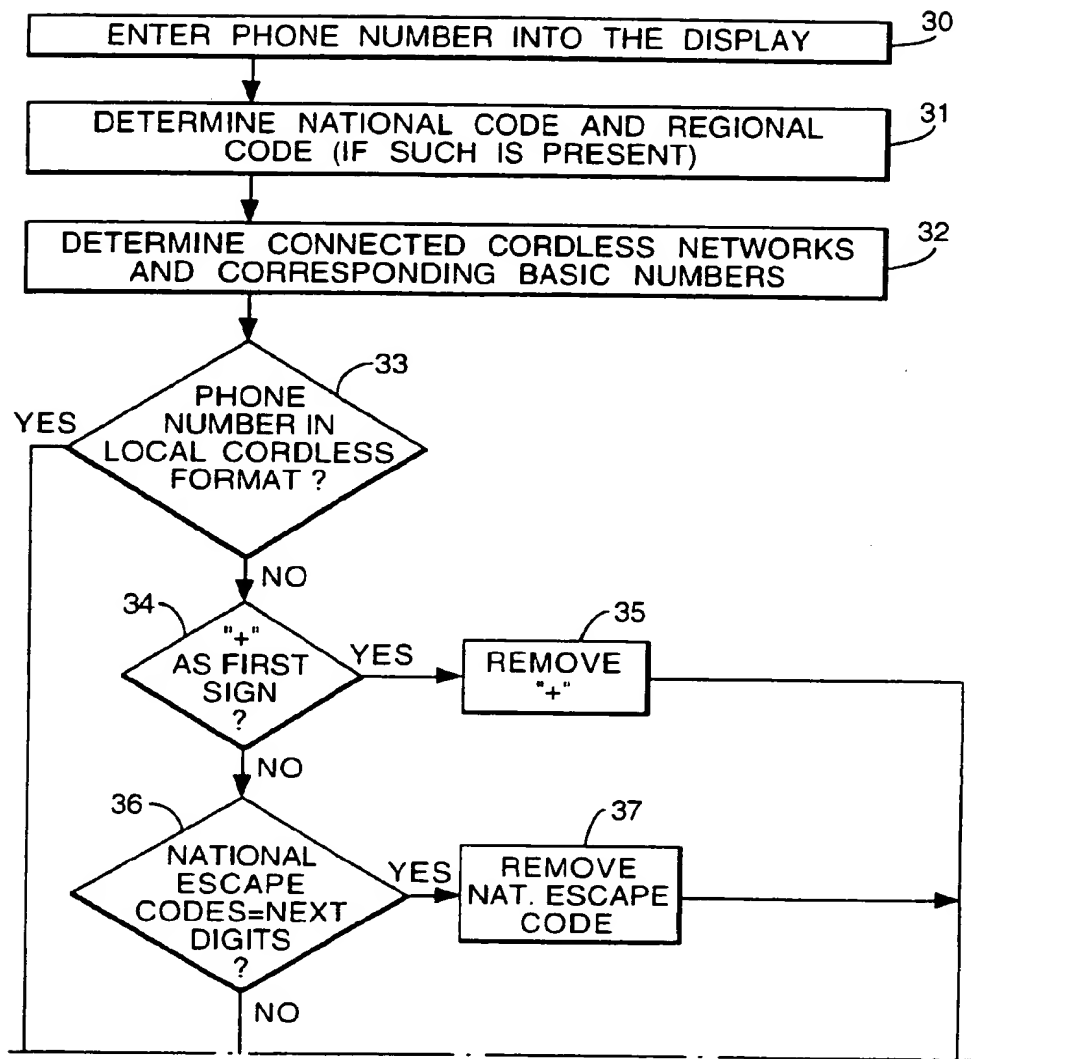 ENTER PHONE NUMBER INTO THE DISPLAY
30
DETERMINE NATIONAL CODE AND REGIONAL
CODE (IF SUCH IS PRESENT)
31
DETERMINE CONNECTED CORDLESS NETWORKS
AND CORRESPONDING BASIC NUMBERS
32
33
PHONE
NUMBER IN
LOCAL CORDLESS
FORMAT ?
YES
NO
34
"+"
AS FIRST
SIGN
?
YES
35
REMOVE
"+"
NO
36
NATIONAL
ESCAPE
CODES=NEXT
DIGITS
?
YES
37
REMOVE
NAT. ESCAPE
CODE
NO